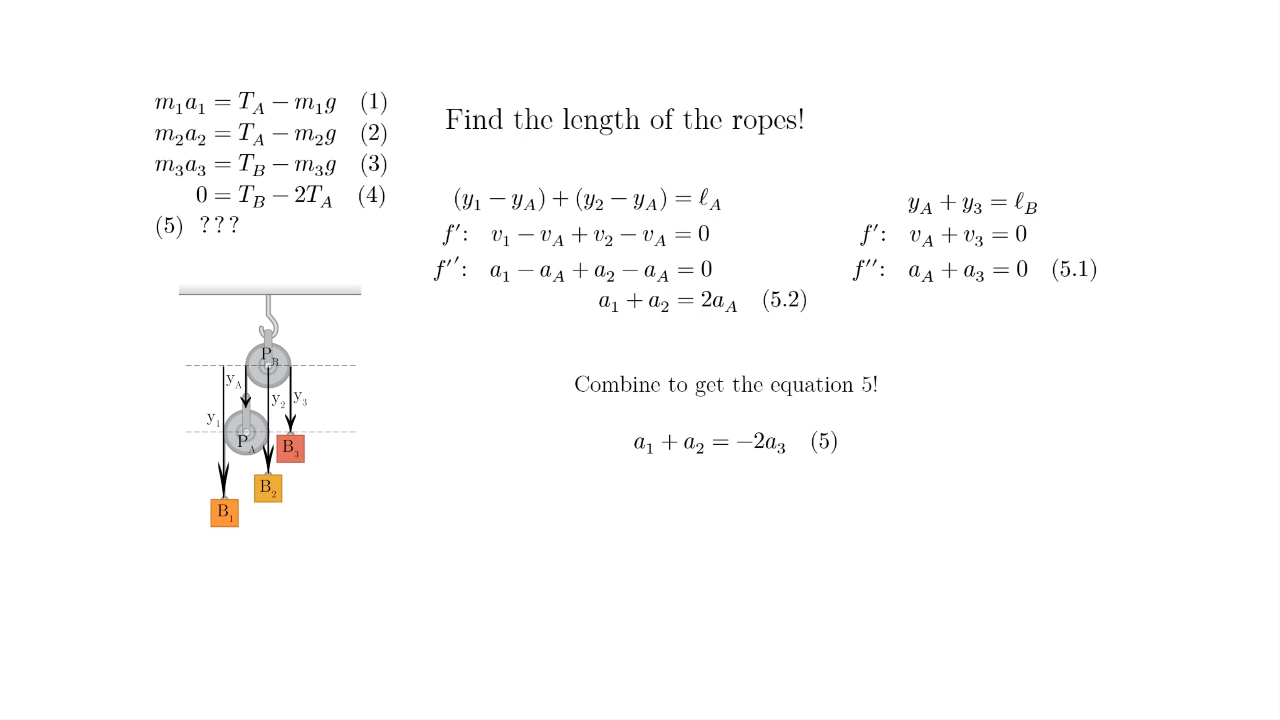 m₁a₁ = T_A − m₁g (1)
m₂a₂ = T_A − m₂g (2)
m₃a₃ = T_B − m₃g (3)
0 = T_B − 2T_A (4)
(5) ???
Find the length of the ropes!
(y₁ − y_A) + (y₂ − y_A) = ℓ_A
f′: v₁ − v_A + v₂ − v_A = 0
f′′: a₁ − a_A + a₂ − a_A = 0
a₁ + a₂ = 2a_A (5.2)
y_A + y₃ = ℓ_B
f′: v_A + v₃ = 0
f′′: a_A + a₃ = 0 (5.1)
Combine to get the equation 5!
a₁ + a₂ = −2a₃ (5)
P_B
y_A
y₂
y₃
y₁
P_A
B₃
B₂
B₁